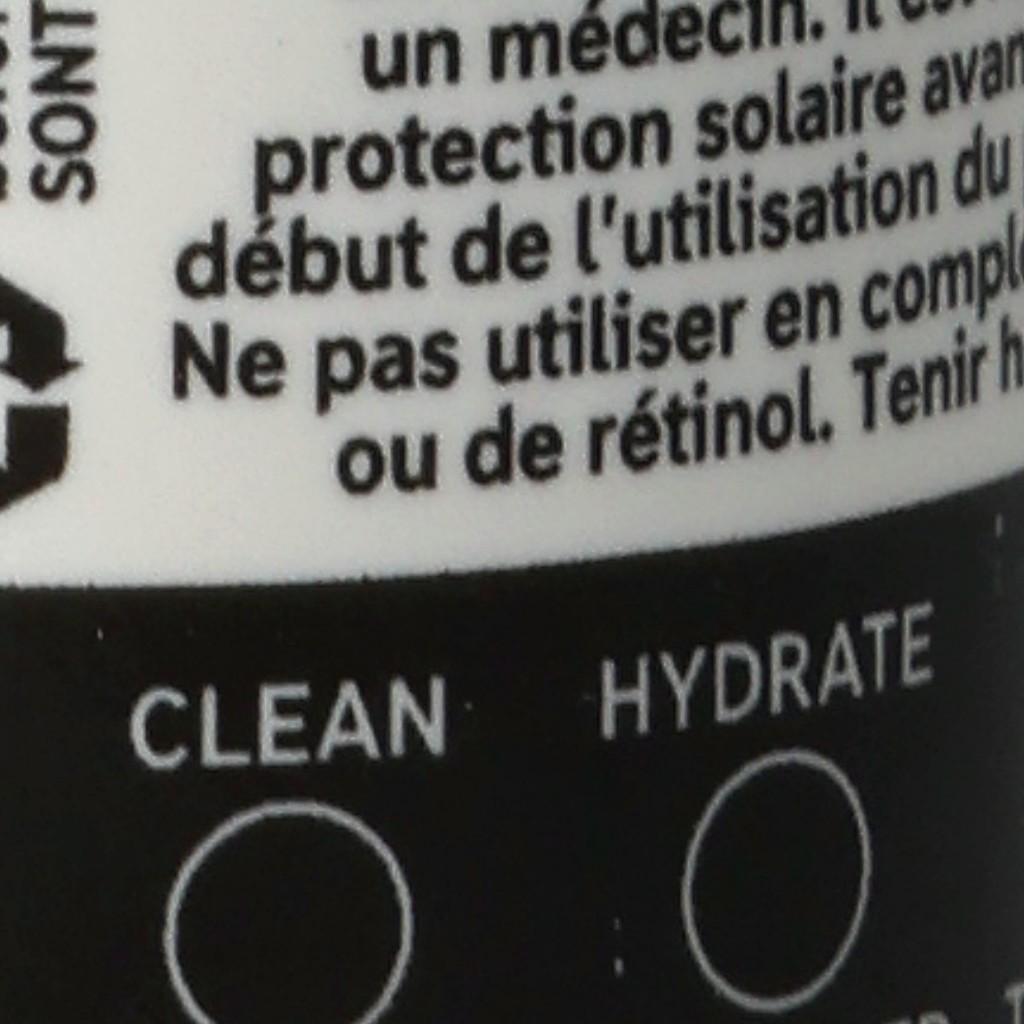 SONT
un médecin. Il
protection solaire
début de l'utilisation du
Ne pas utiliser en
ou de rétinol. Tenir
CLEAN
HYDRATE